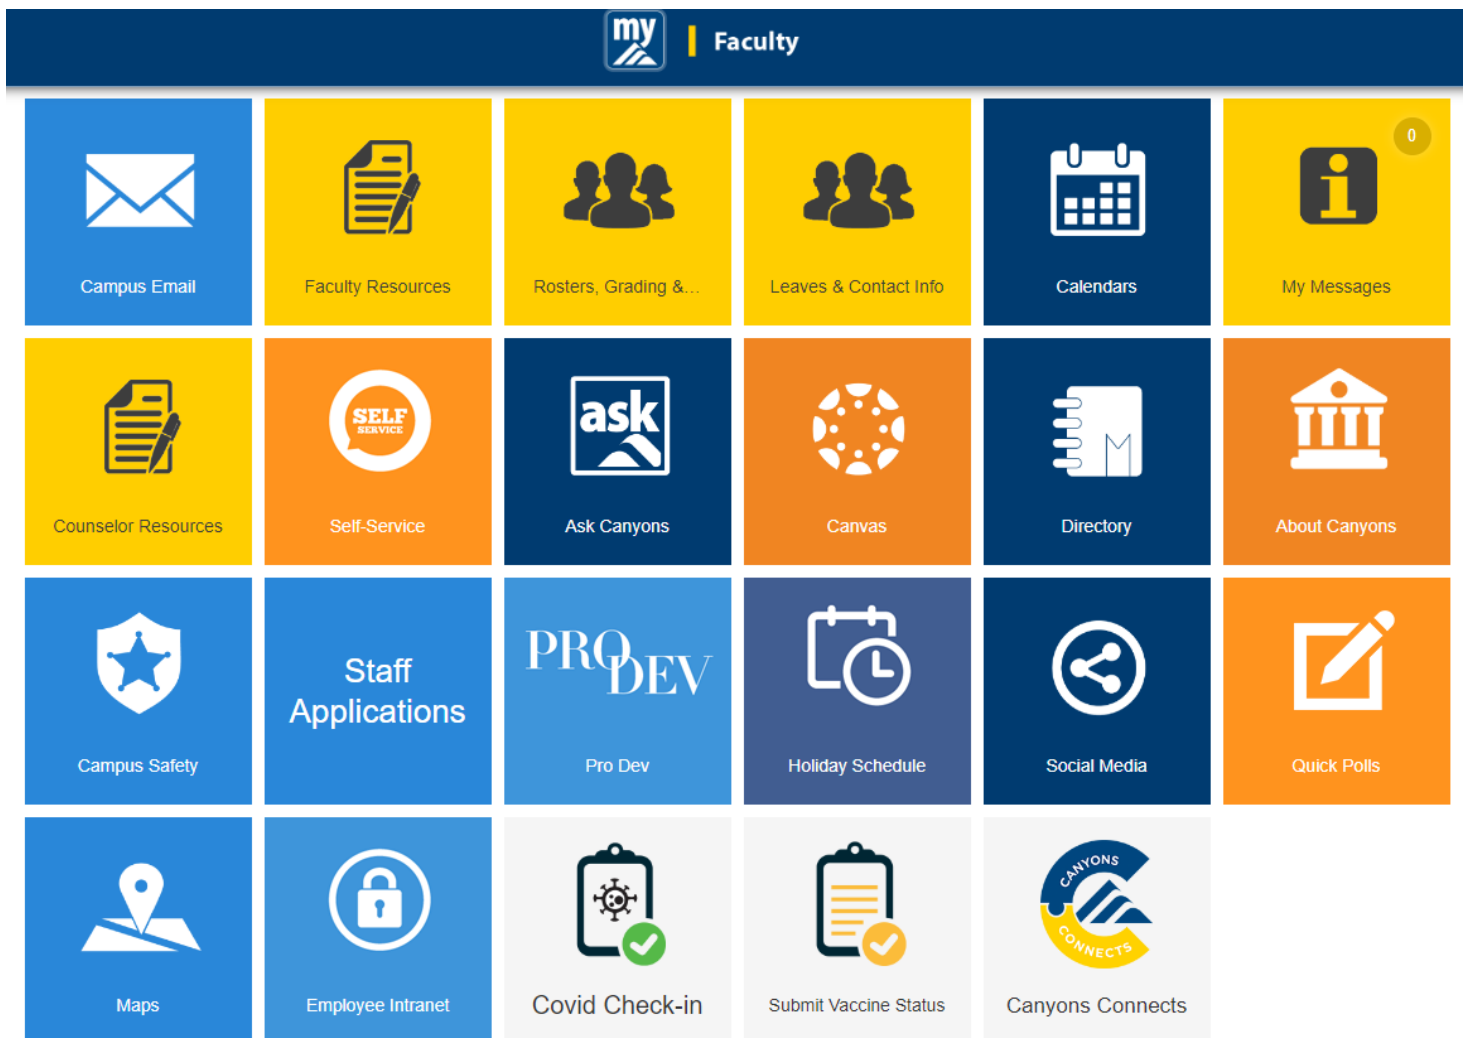 my
Faculty
0
Campus Email
Faculty Resources
Rosters, Grading &...
Leaves & Contact Info
Calendars
My Messages
SELF
SERVICE
ask
M
Counselor Resources
Self-Service
Ask Canyons
Canvas
Directory
About Canyons
Staff
Applications
PRO
DEV
Campus Safety
Pro Dev
Holiday Schedule
Social Media
Quick Polls
CANYONS
CONNECTS
Maps
Employee Intranet
Covid Check-in
Submit Vaccine Status
Canyons Connects